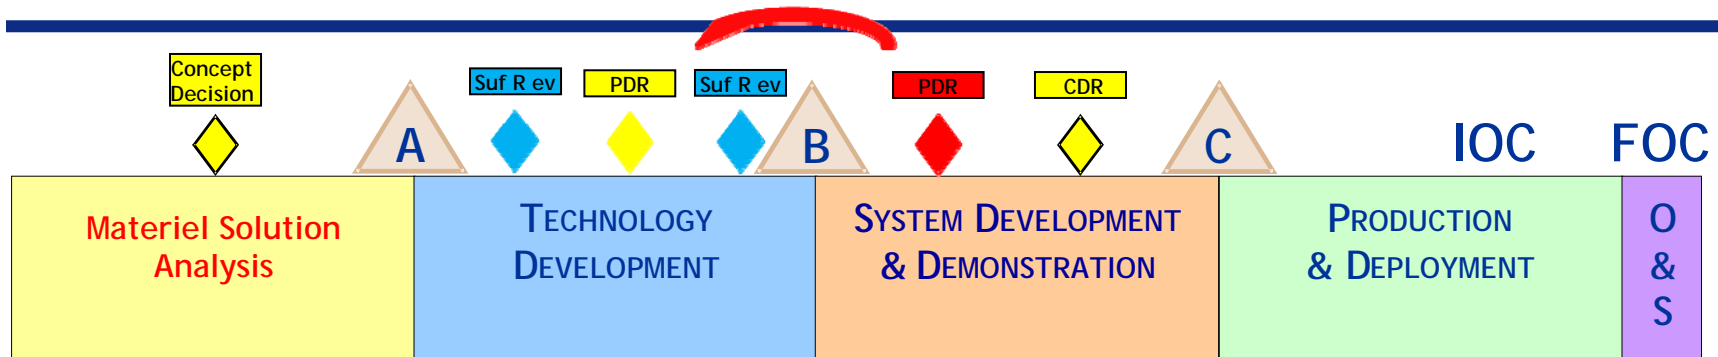 Concept
Decision
A
Suf R ev
PDR
Suf R ev
B
PDR
CDR
C
IOC
FOC
Materiel Solution
Analysis
TECHNOLOGY
DEVELOPMENT
SYSTEM DEVELOPMENT
& DEMONSTRATION
PRODUCTION
& DEPLOYMENT
O
&
S